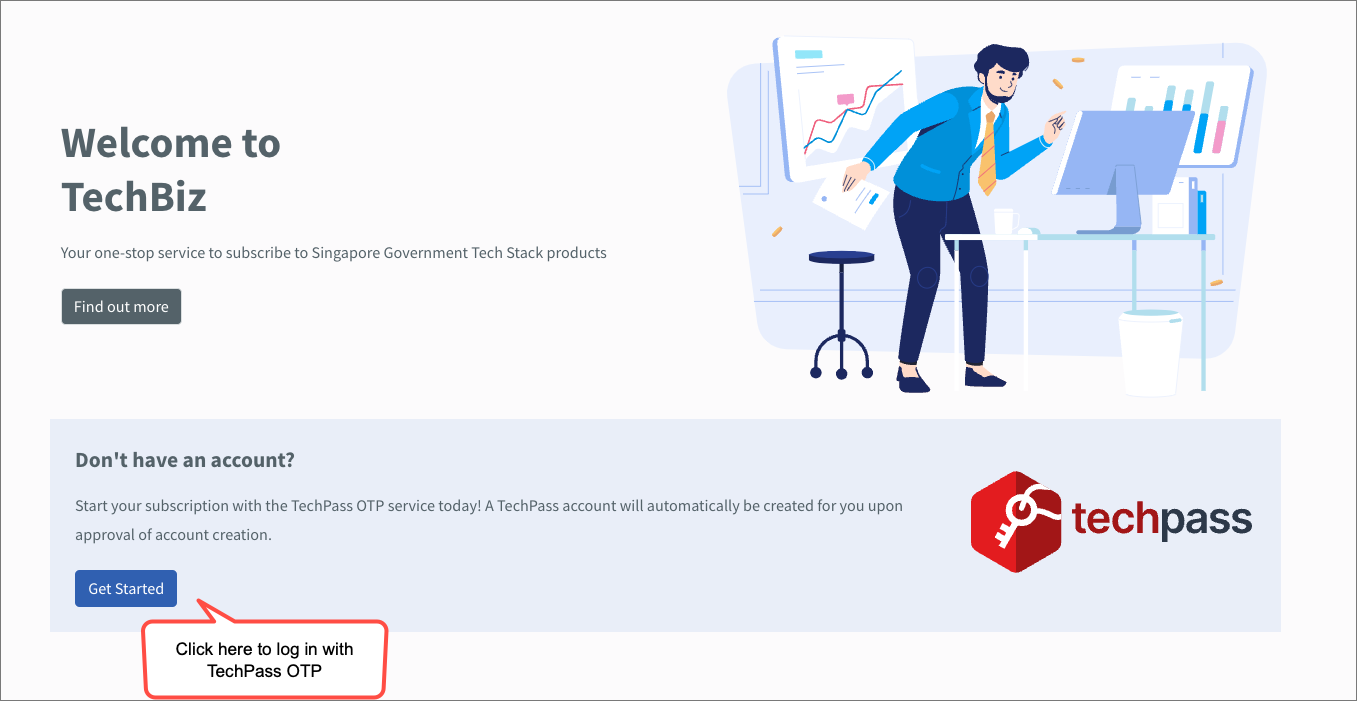 Welcome to
TechBiz
Your one-stop service to subscribe to Singapore Government Tech Stack products
Find out more
Don't have an account?
Start your subscription with the TechPass OTP service today! A TechPass account will automatically be created for you upon
approval of account creation.
techpass
Get Started
Click here to log in with
TechPass OTP